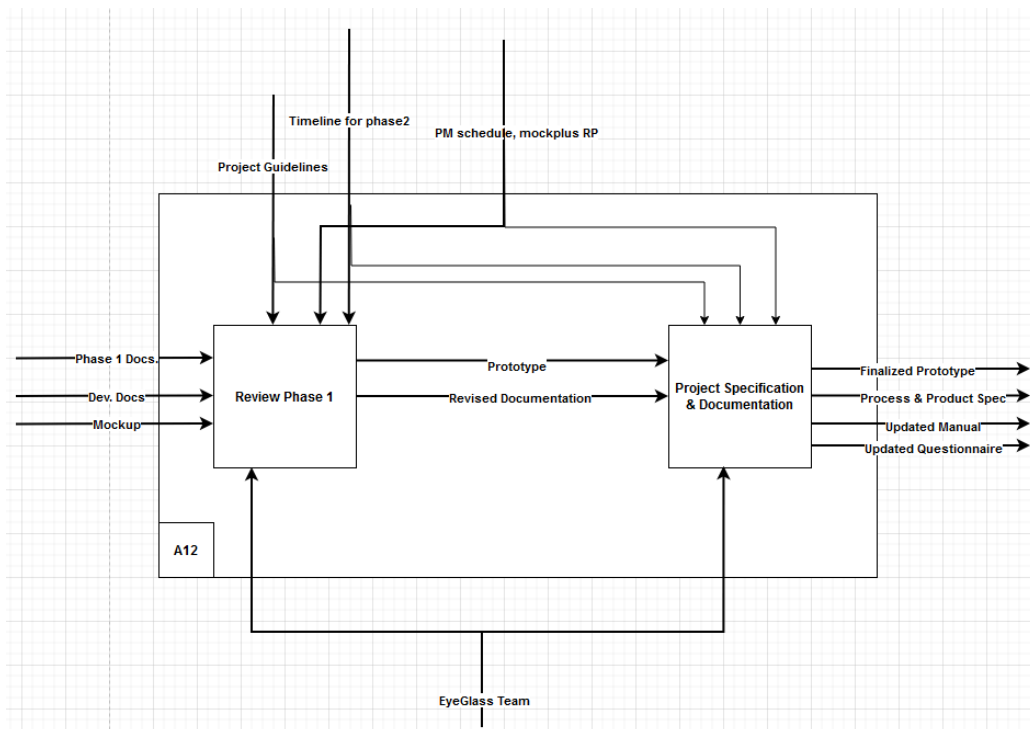 Timeline for phase2
PM schedule, mockplus RP
Project Guidelines
Phase 1 Docs.
Dev. Docs
Mockup
Review Phase 1
Prototype
Revised Documentation
Project Specification
& Documentation
Finalized Prototype
Process & Product Spec
Updated Manual
Updated Questionnaire
A12
EyeGlass Team